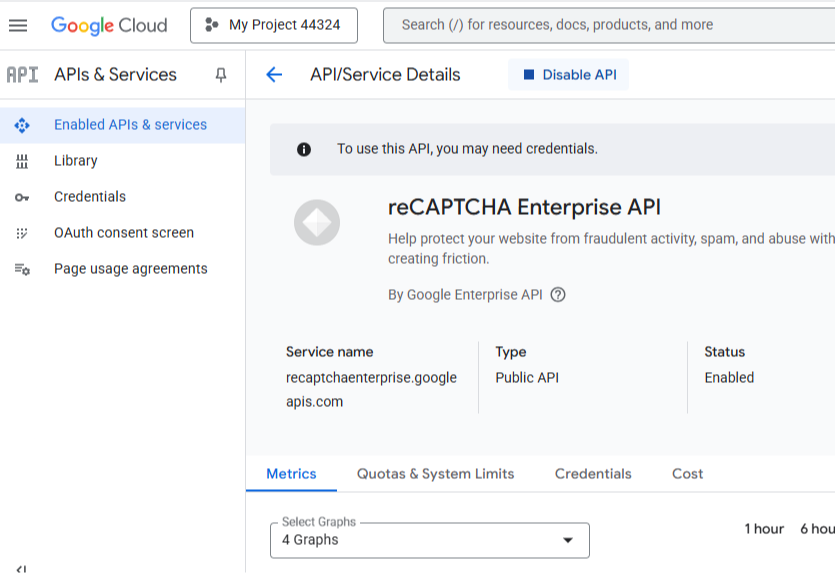 Google Cloud
My Project 44324
Search (/) for resources, docs, products, and more
API
APIs & Services
API/Service Details
Disable API
Enabled APIs & services
Library
Credentials
OAuth consent screen
Page usage agreements
To use this API, you may need credentials.
reCAPTCHA Enterprise API
Help protect your website from fraudulent activity, spam, and abuse with
creating friction.
By Google Enterprise API
Service name
recaptchaenterprise.google
apis.com
Type
Public API
Status
Enabled
Metrics
Quotas & System Limits
Credentials
Cost
Select Graphs
4 Graphs
1 hour
6 hou